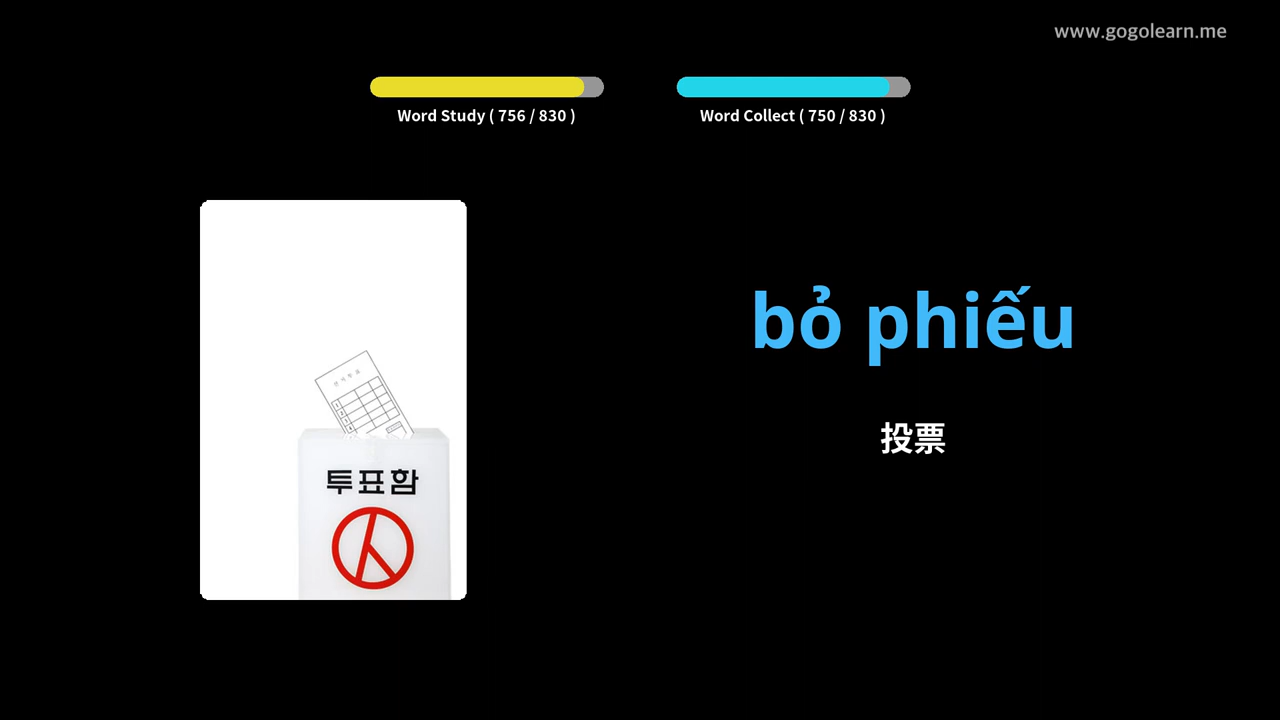 www.gogolearn.me
Word Study ( 756 / 830 )
Word Collect ( 750 / 830 )
bỏ phiếu
投票
투표함